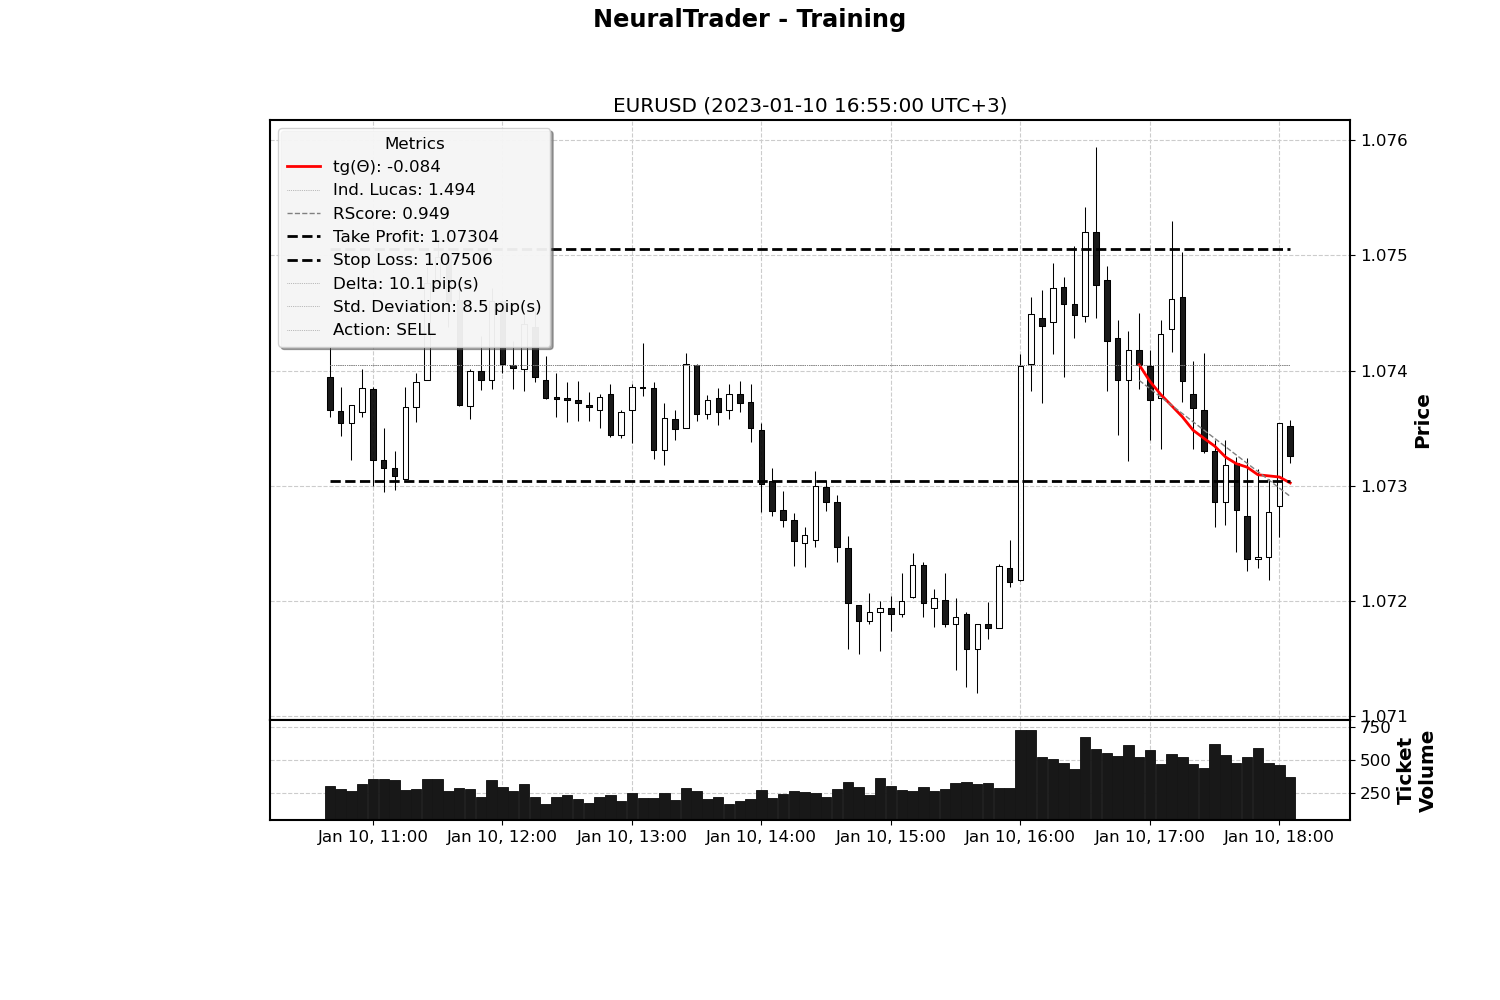 NeuralTrader - Training
EURUSD (2023-01-10 16:55:00 UTC+3)
Metrics
tg(Θ): -0.084
Ind. Lucas: 1.494
RScore: 0.949
Take Profit: 1.07304
Stop Loss: 1.07506
Delta: 10.1 pip(s)
Std. Deviation: 8.5 pip(s)
Action: SELL
1.076
1.075
1.074
1.073
1.072
1.071
Price
750
500
250
Ticket
Volume
Jan 10, 11:00
Jan 10, 12:00
Jan 10, 13:00
Jan 10, 14:00
Jan 10, 15:00
Jan 10, 16:00
Jan 10, 17:00
Jan 10, 18:00